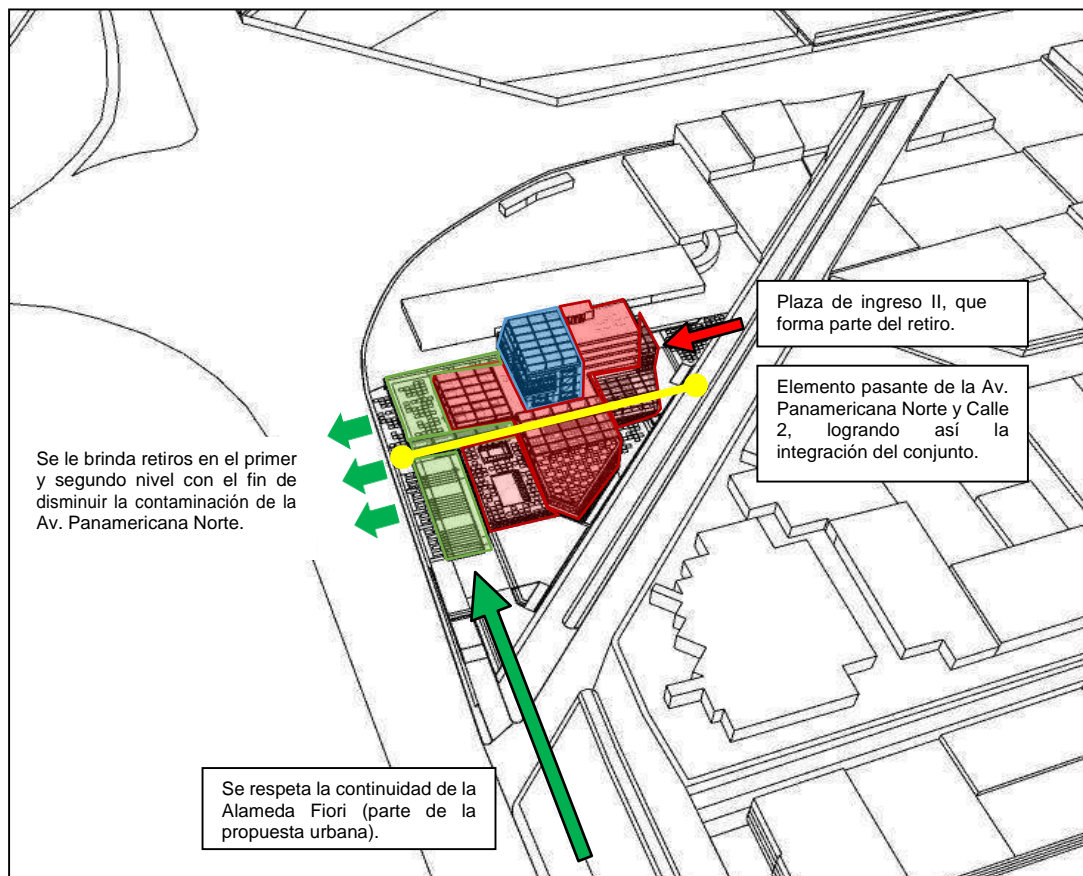 Plaza de ingreso II, que
forma parte del retiro.
Elemento pasante de la Av.
Panamericana Norte y Calle
2, logrando así la
integración del conjunto.
Se le brinda retiros en el primer
y segundo nivel con el fin de
disminuir la contaminación de la
Av. Panamericana Norte.
Se respeta la continuidad de la
Alameda Fiori (parte de la
propuesta urbana).